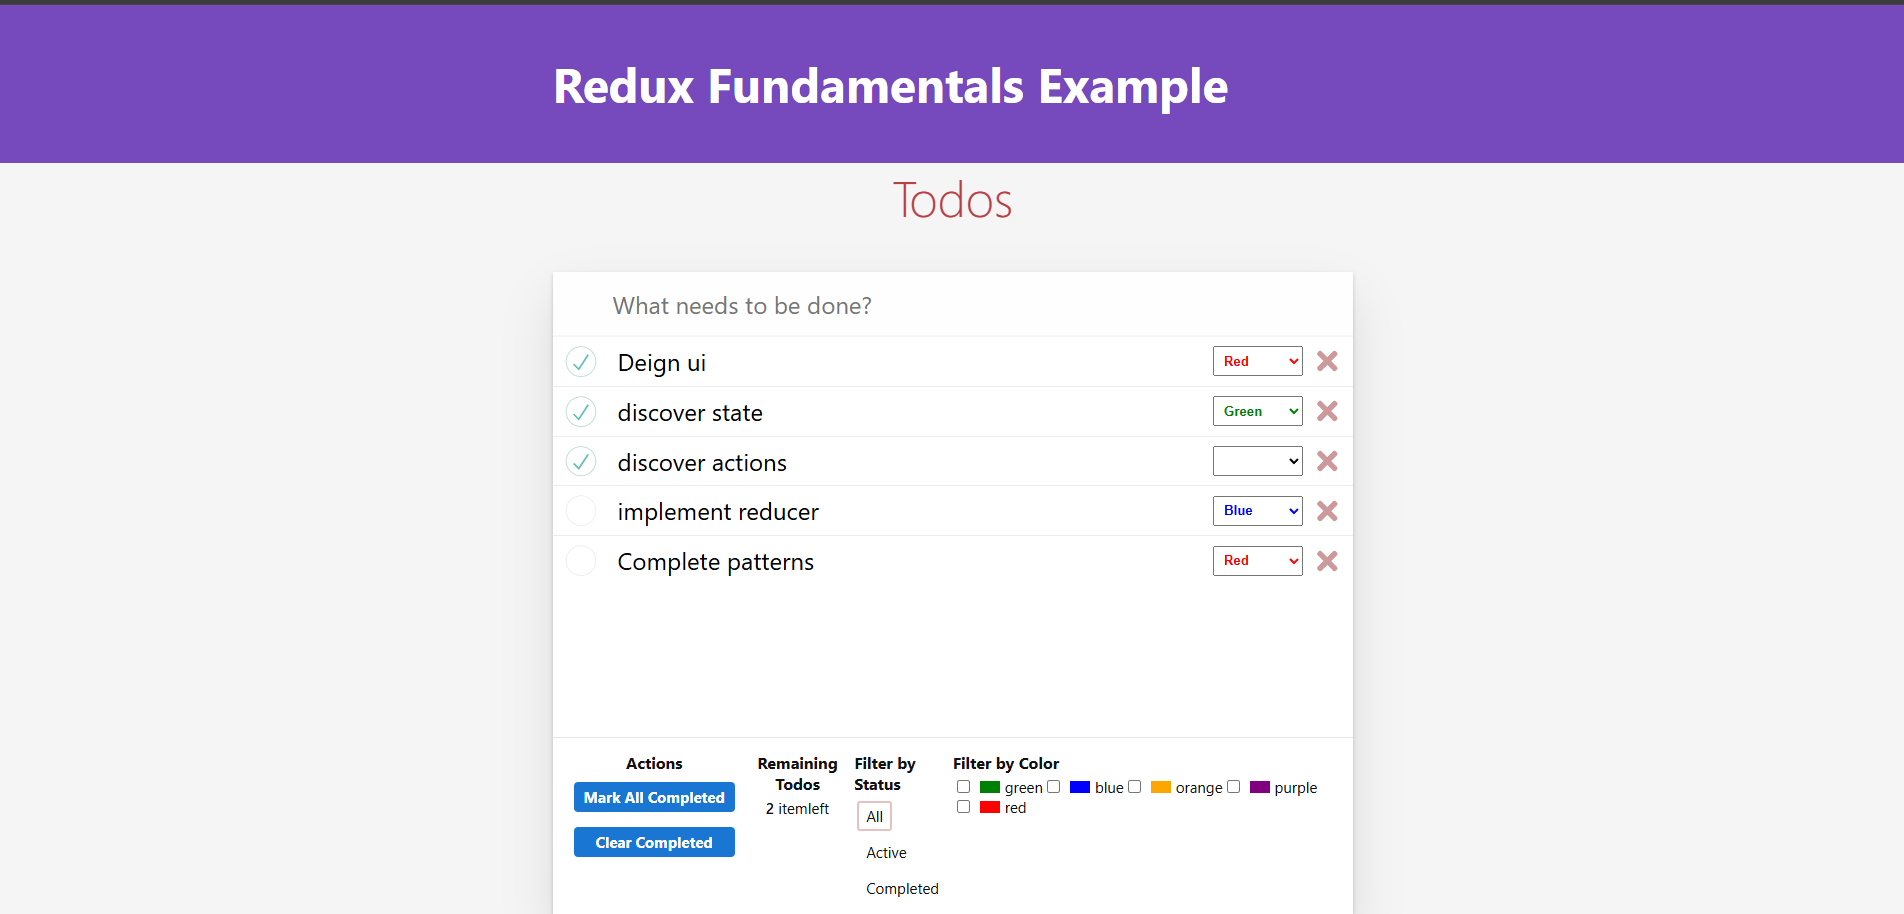 Redux Fundamentals Example
Todos
What needs to be done?
Deign ui
Red
discover state
Green
discover actions
implement reducer
Blue
Complete patterns
Red
Actions
Mark All Completed
Clear Completed
Remaining
Todos
2 itemleft
Filter by
Status
All
Active
Completed
Filter by Color
green blue orange purple
red